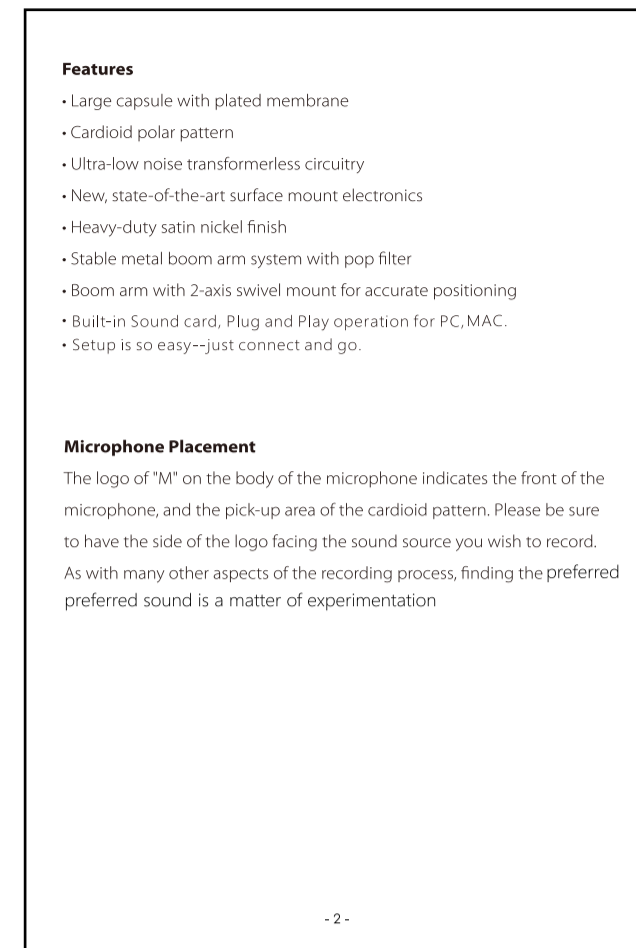 Features
• Large capsule with plated membrane
• Cardioid polar pattern
• Ultra-low noise transformerless circuitry
• New, state-of-the-art surface mount electronics
• Heavy-duty satin nickel finish
• Stable metal boom arm system with pop filter
• Boom arm with 2-axis swivel mount for accurate positioning
• Built-in Sound card, Plug and Play operation for PC,MAC.
• Setup is so easy--just connect and go.
Microphone Placement
The logo of "M" on the body of the microphone indicates the front of the
microphone, and the pick-up area of the cardioid pattern. Please be sure
to have the side of the logo facing the sound source you wish to record.
As with many other aspects of the recording process, finding the preferred
preferred sound is a matter of experimentation
- 2 -